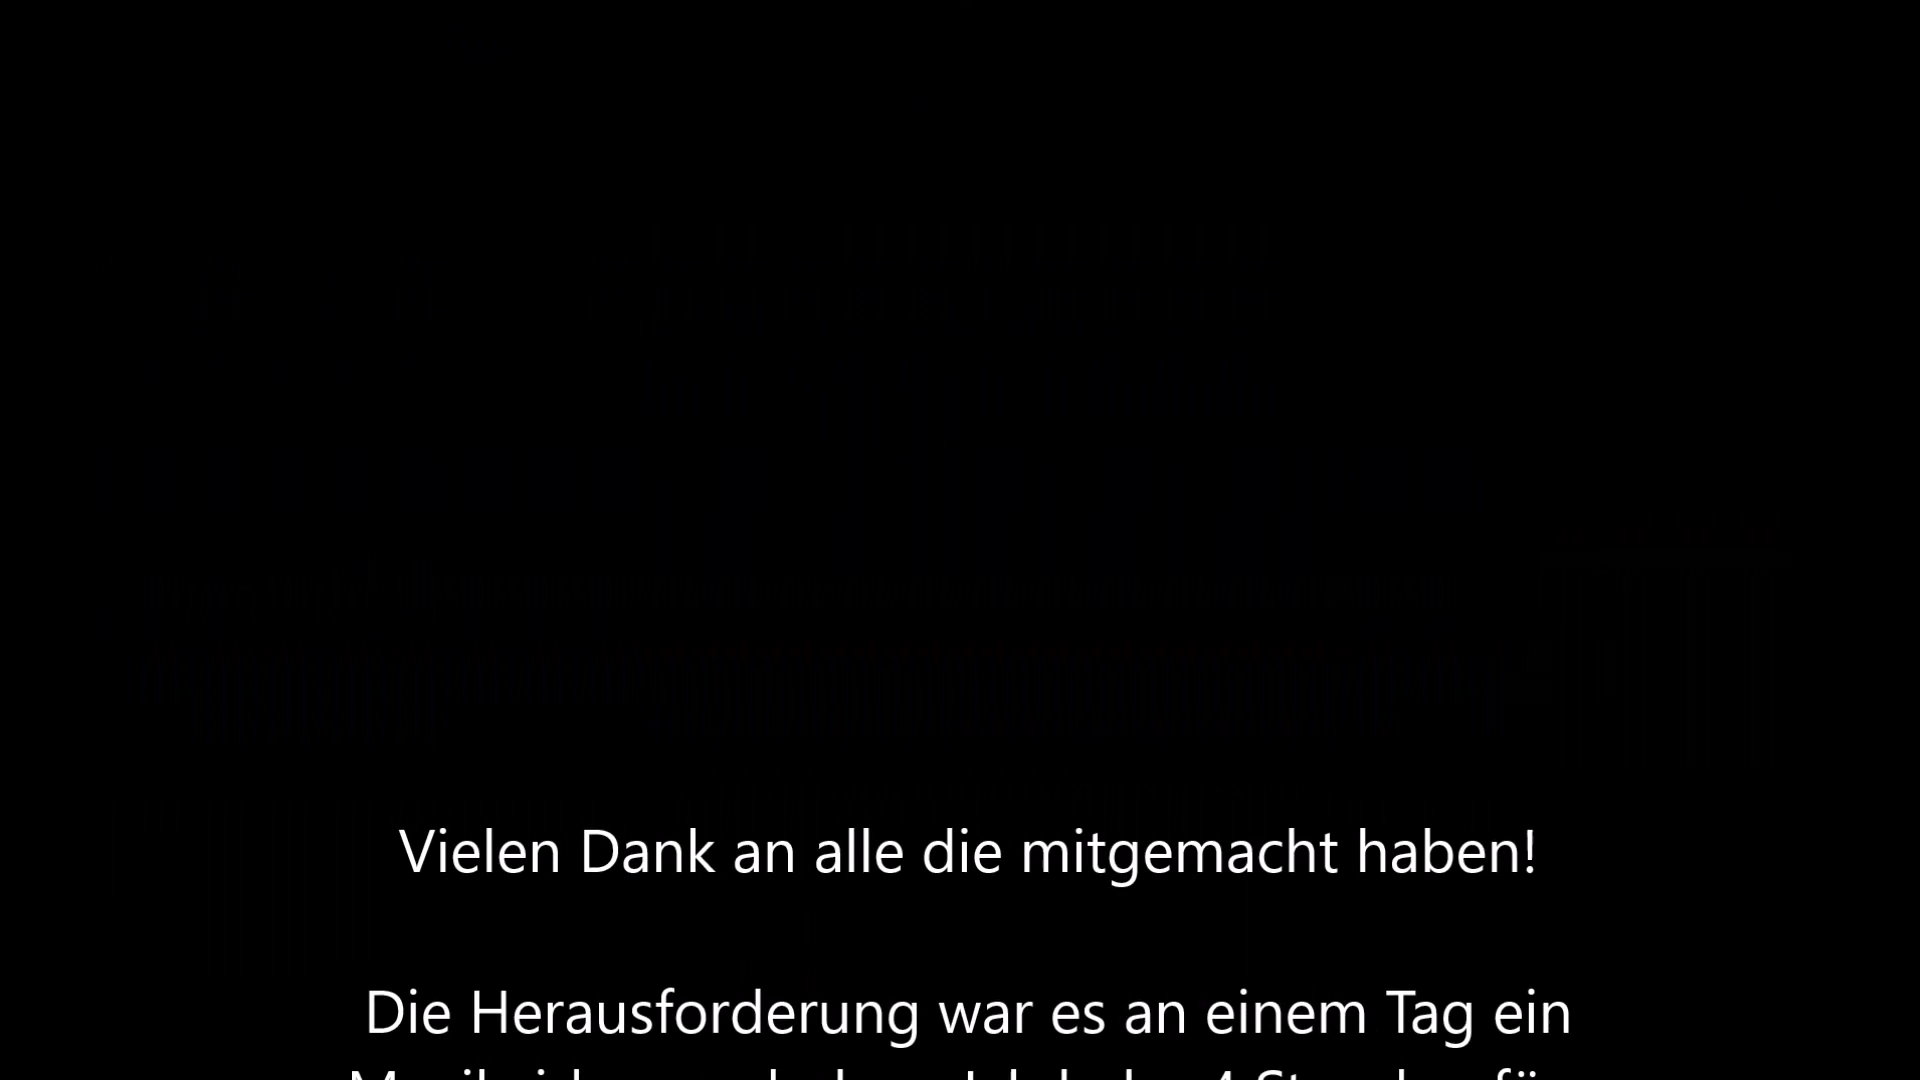 Vielen Dank an alle die mitgemacht haben!
Die Herausforderung war es an einem Tag ein